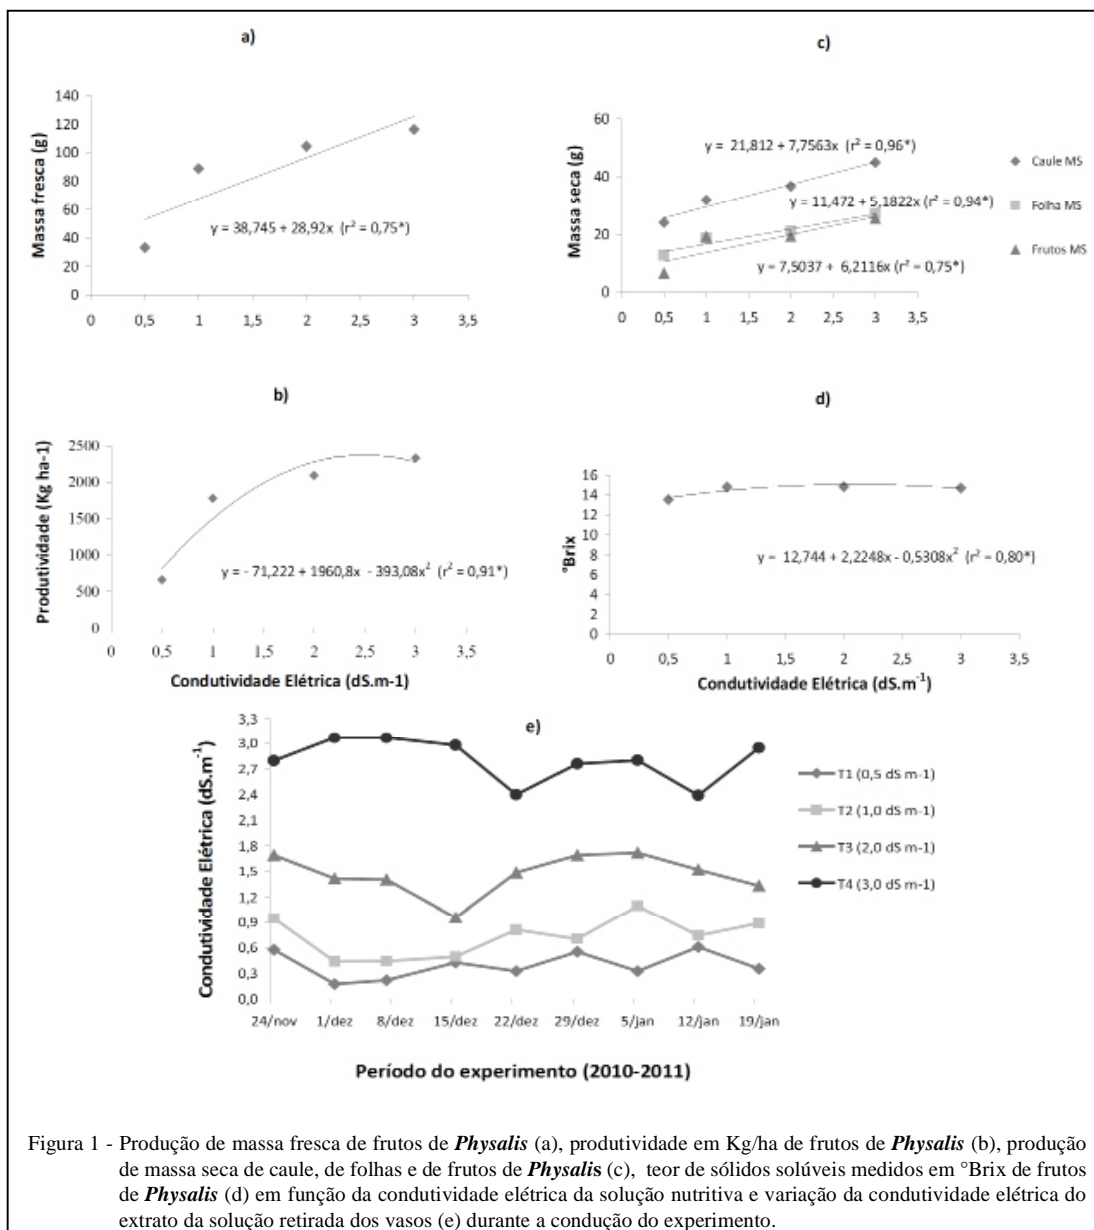 a)
Massa fresca (g)
140
120
100
80
60
40
20
0
y = 38,745 + 28,92x (r² = 0,75*)
0 0,5 1 1,5 2 2,5 3 3,5
c)
Massa seca (g)
60
40
20
0
y = 21,812 + 7,7563x (r² = 0,96*)
y = 11,472 + 5,1822x (r² = 0,94*)
y = 7,5037 + 6,2116x (r² = 0,75*)
0 0,5 1 1,5 2 2,5 3 3,5
Caule MS
Folha MS
Frutos MS
b)
Produtividade (Kg ha-1)
2500
2000
1500
1000
500
0
y = - 71,222 + 1960,8x - 393,08x² (r² = 0,91*)
0 0,5 1 1,5 2 2,5 3 3,5
Condutividade Elétrica (dS.m-1)
d)
°Brix
16
14
12
10
8
6
4
2
0
y = 12,744 + 2,2248x - 0,5308x² (r² = 0,80*)
0 0,5 1 1,5 2 2,5 3 3,5
Condutividade Elétrica (dS.m⁻¹)
e)
Condutividade Elétrica (dS.m⁻¹)
3,3
3,0
2,7
2,4
2,1
1,8
1,5
1,2
0,9
0,6
0,3
0,0
24/nov 1/dez 8/dez 15/dez 22/dez 29/dez 5/jan 12/jan 19/jan
Período do experimento (2010-2011)
T1 (0,5 dS m-1)
T2 (1,0 dS m-1)
T3 (2,0 dS m-1)
T4 (3,0 dS m-1)
Figura 1 - Produção de massa fresca de frutos de Physalis (a), produtividade em Kg/ha de frutos de Physalis (b), produção
de massa seca de caule, de folhas e de frutos de Physalis (c), teor de sólidos solúveis medidos em °Brix de frutos
de Physalis (d) em função da condutividade elétrica da solução nutritiva e variação da condutividade elétrica do
extrato da solução retirada dos vasos (e) durante a condução do experimento.